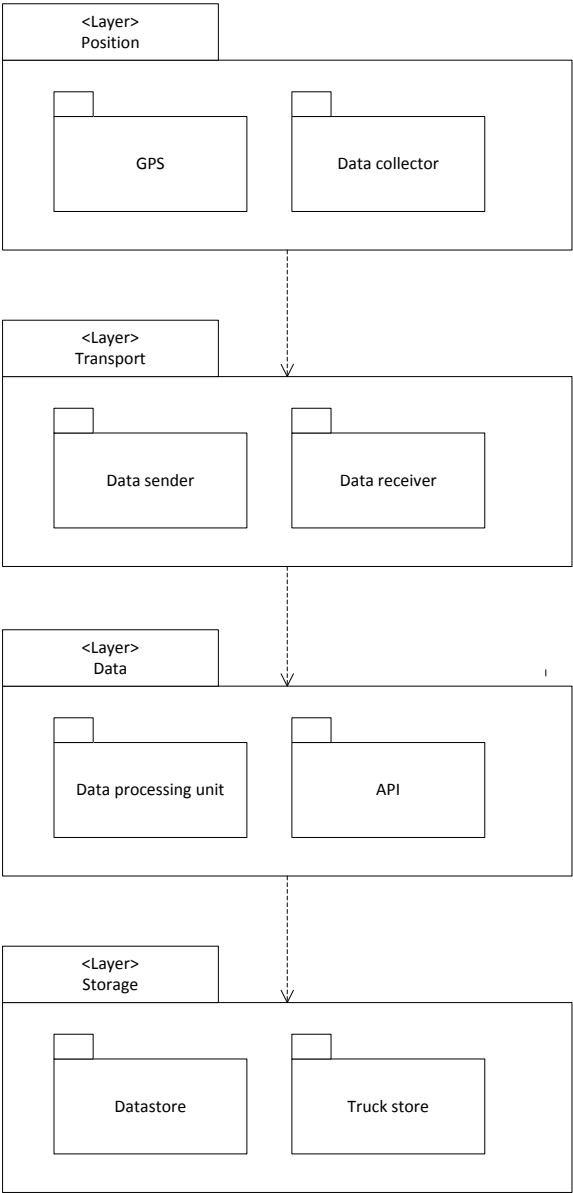 <Layer>
Position
GPS
Data collector
<Layer>
Transport
Data sender
Data receiver
<Layer>
Data
Data processing unit
API
<Layer>
Storage
Datastore
Truck store